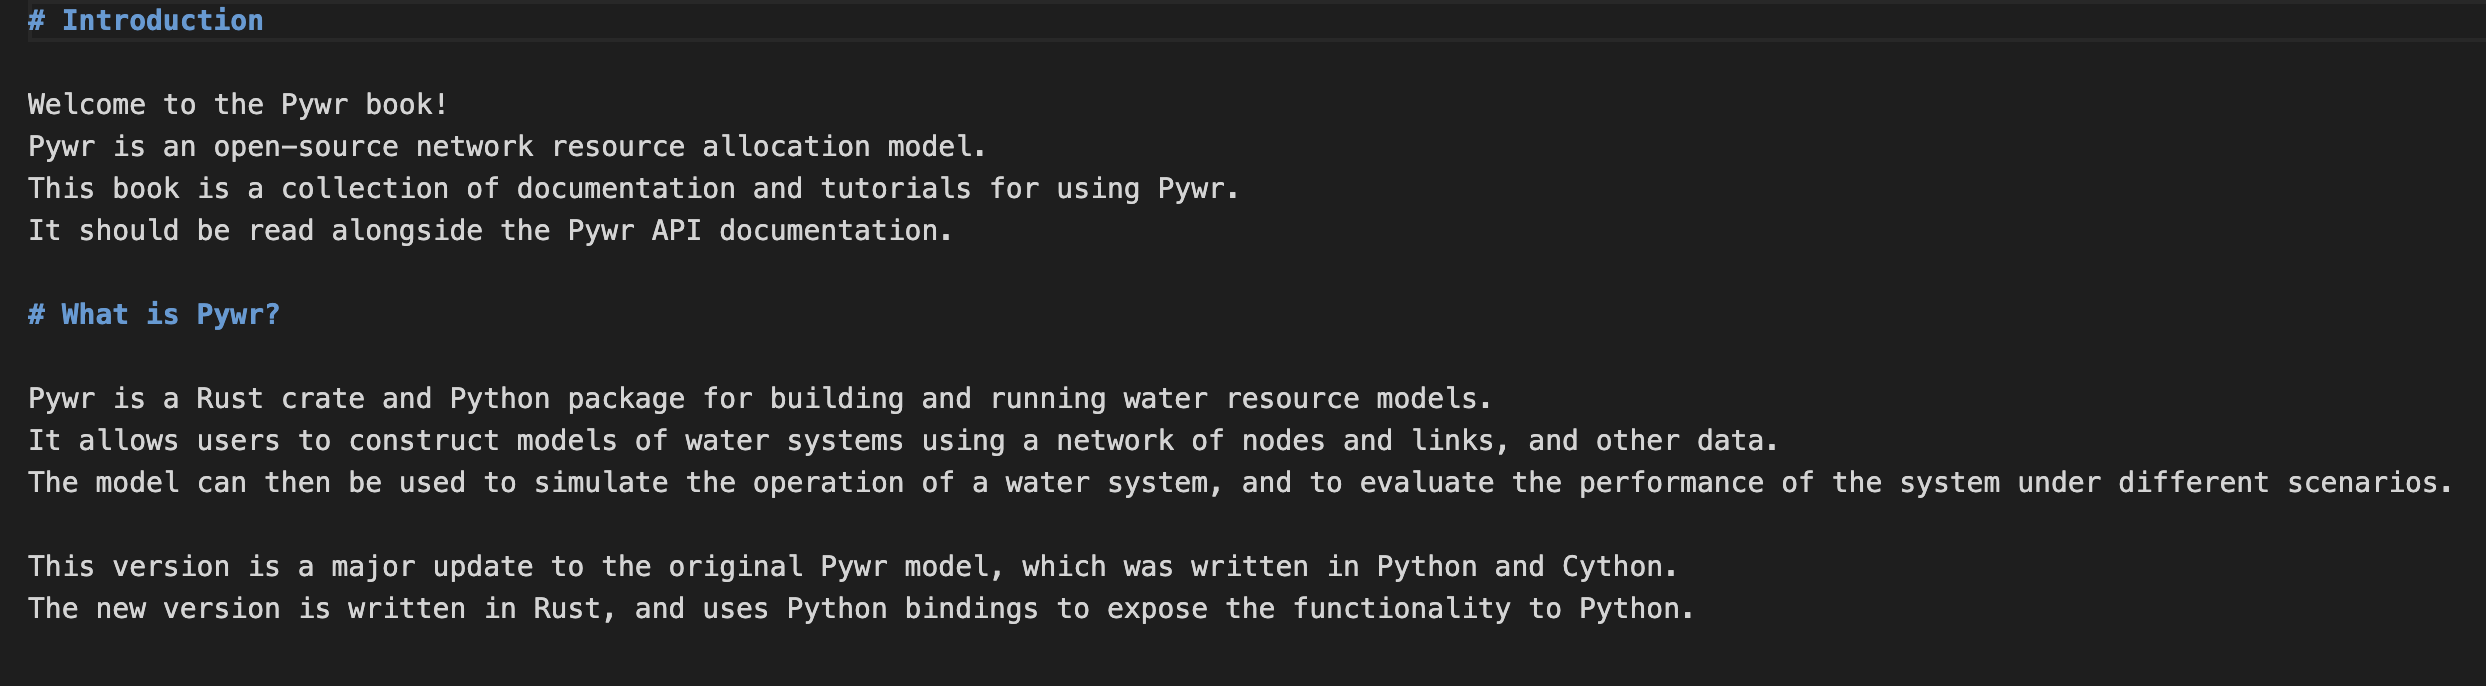 # Introduction
Welcome to the Pywr book!
Pywr is an open-source network resource allocation model.
This book is a collection of documentation and tutorials for using Pywr.
It should be read alongside the Pywr API documentation.
# What is Pywr?
Pywr is a Rust crate and Python package for building and running water resource models.
It allows users to construct models of water systems using a network of nodes and links, and other data.
The model can then be used to simulate the operation of a water system, and to evaluate the performance of the system under different scenarios.
This version is a major update to the original Pywr model, which was written in Python and Cython.
The new version is written in Rust, and uses Python bindings to expose the functionality to Python.